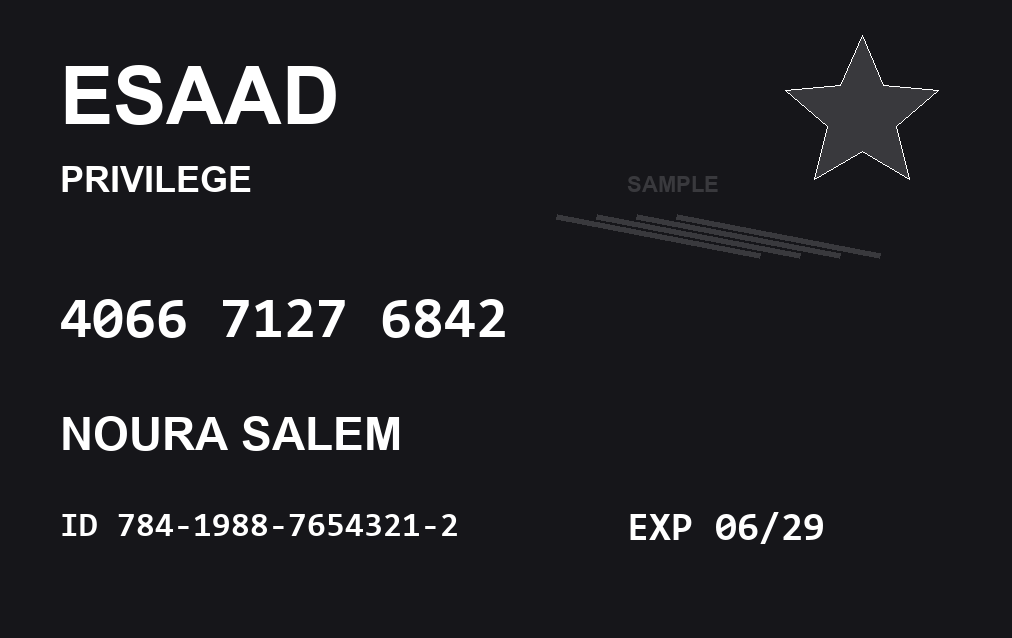 ESAAD
PRIVILEGE
SAMPLE
4066 7127 6842
NOURA SALEM
ID 784-1988-7654321-2
EXP 06/29